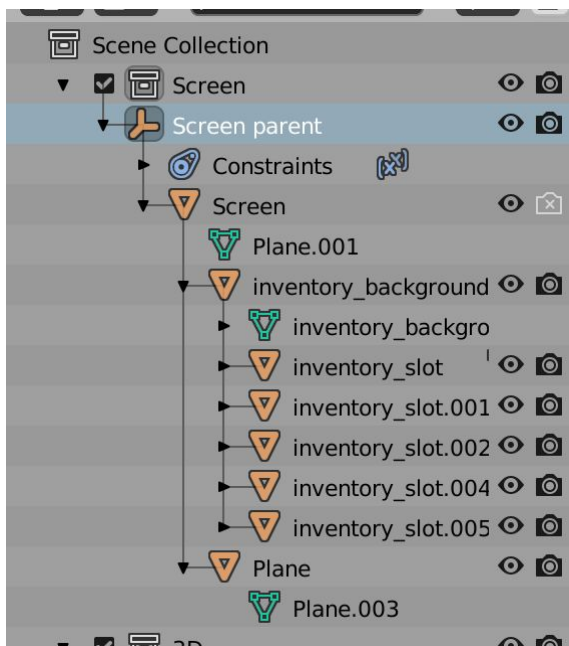 Scene Collection
Screen
Screen parent
Constraints
Screen
Plane.001
inventory_background
inventory_backgro
inventory_slot
inventory_slot.001
inventory_slot.002
inventory_slot.004
inventory_slot.005
Plane
Plane.003